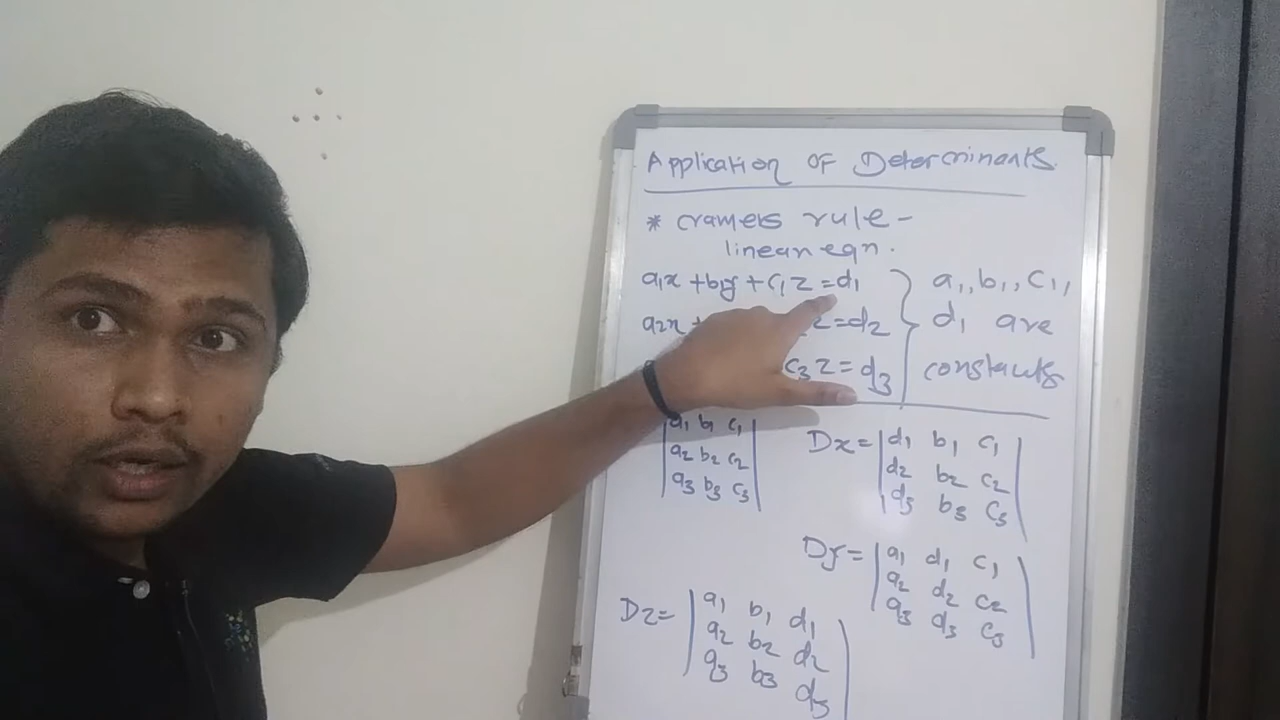 Application OF Determinants.
* cramers rule -
linear eqn.
a1x + b1y + c1 z = d1
a2x + z = d2
c3 z = d3
a1,, b1,, c1,,
d1 are
constants
a1 b1 c1
a2 b2 c2
a3 b3 c3
Dx = | d1 b1 c1 |
d2 b2 c2
d3 b3 c3
Dy = | a1 d1 c1 |
a2 d2 c2
a3 d3 c3
Dz = | a1 b1 d1 |
a2 b2 d2
a3 b3 d3